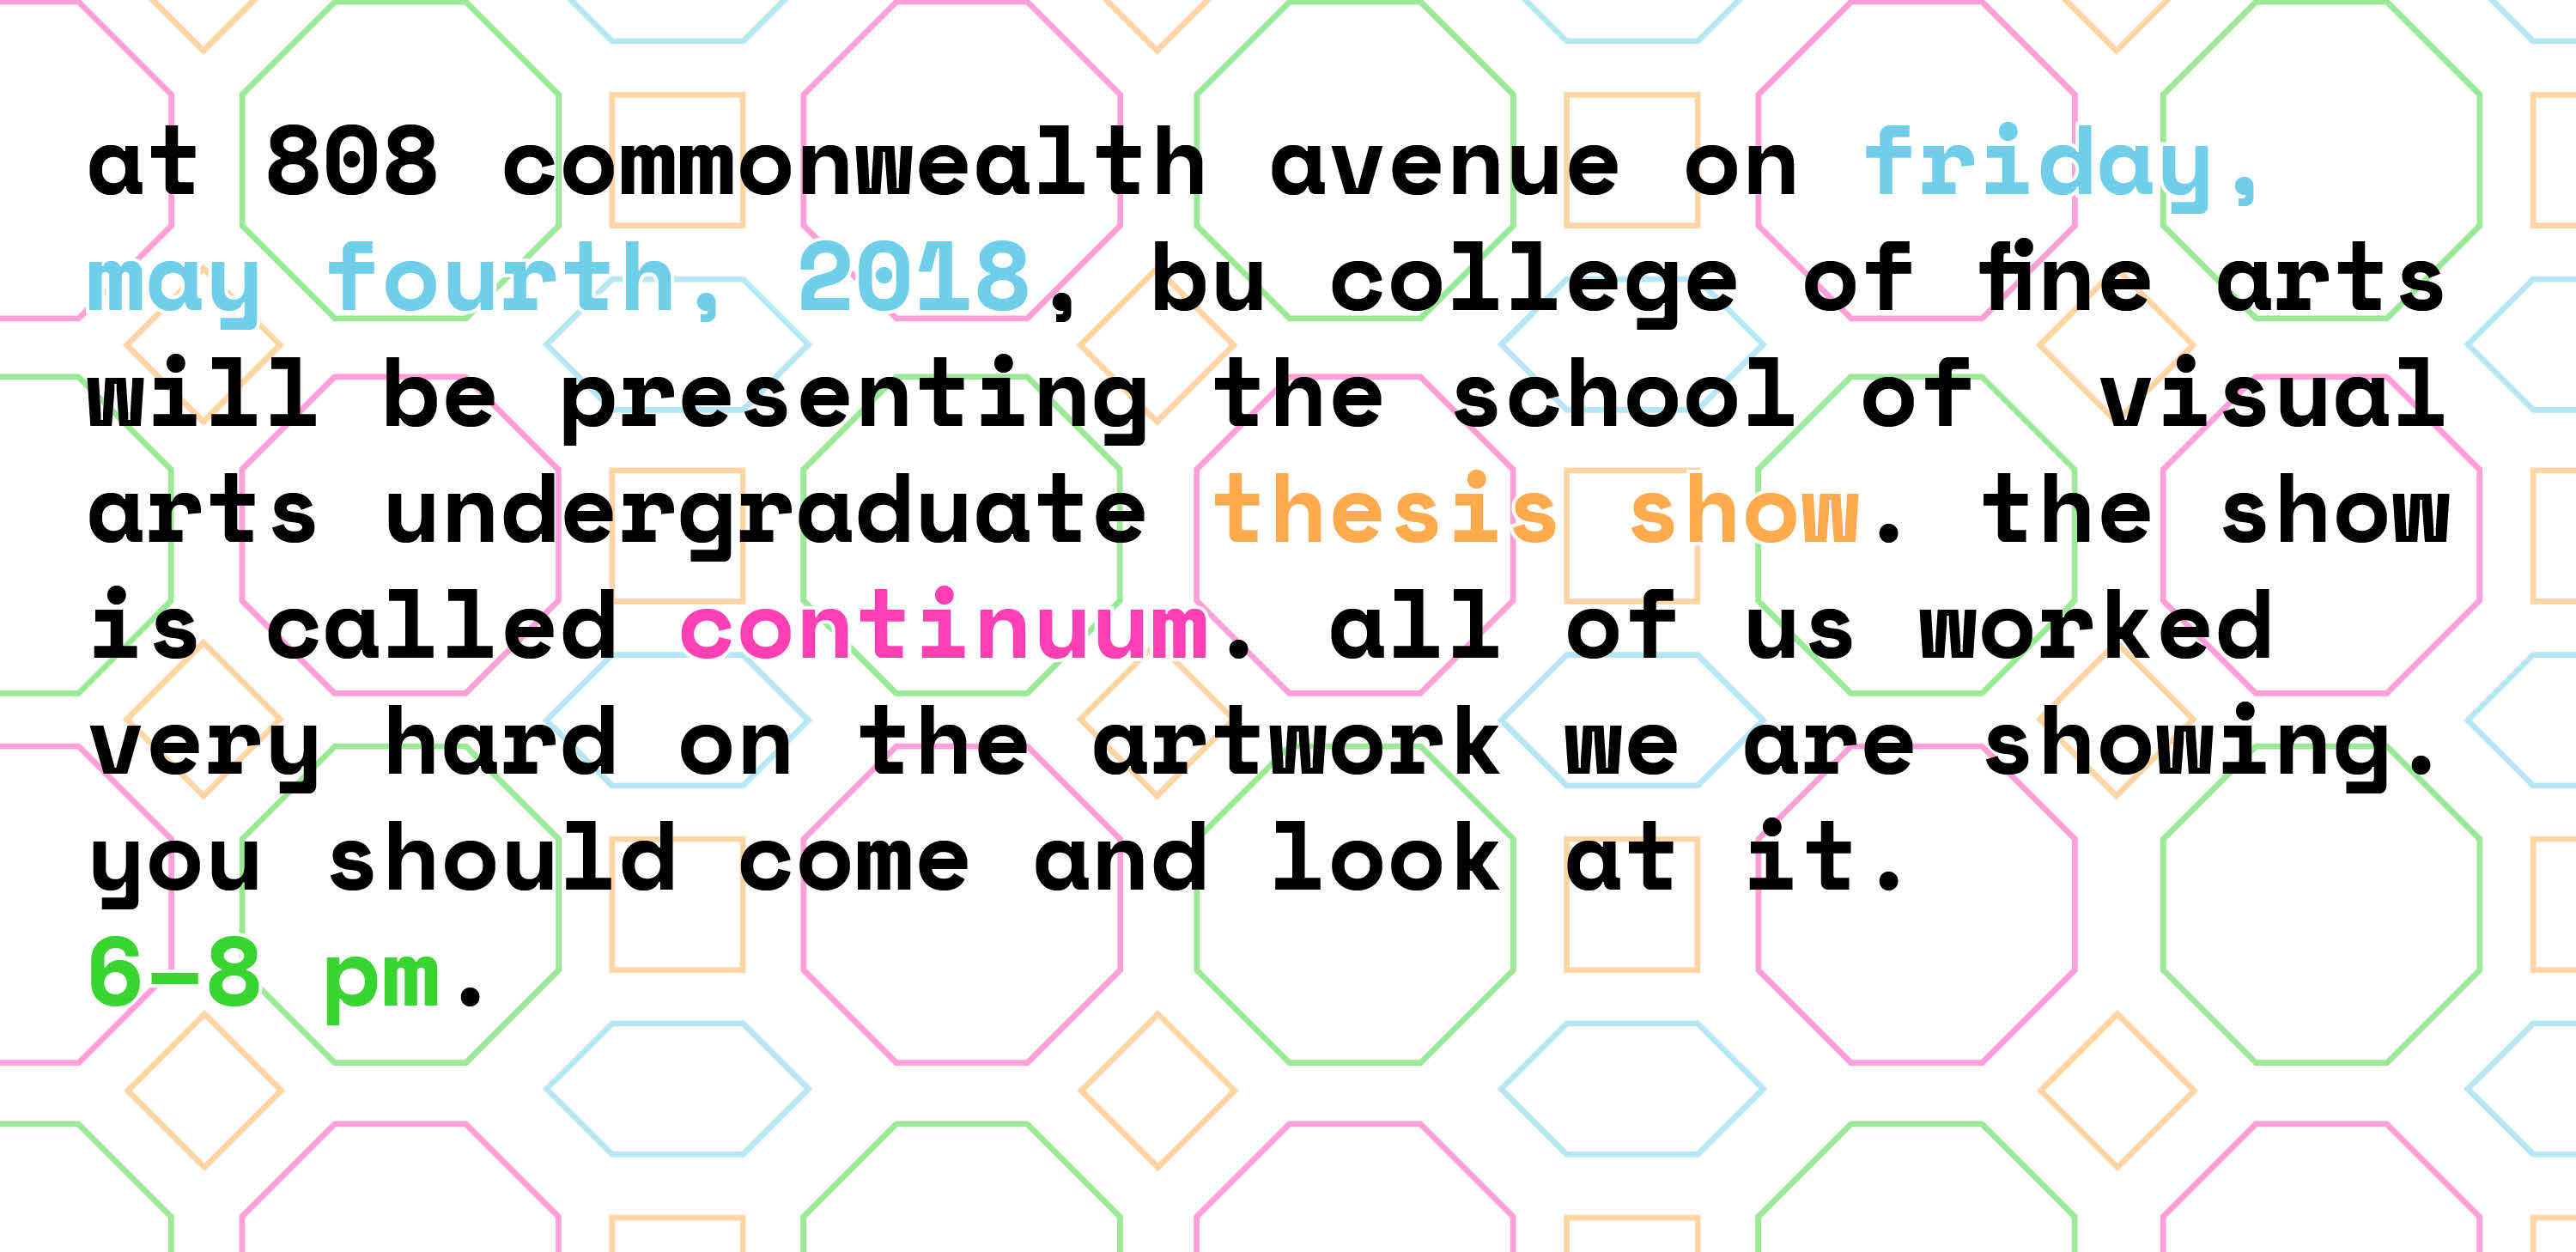 at 808 commonwealth avenue on friday,
may fourth, 2018, bu college of fine arts
will be presenting the school of  visual
arts undergraduate thesis show. the show
is called continuum. all of us worked
very hard on the artwork we are showing.
you should come and look at it.
6–8 pm.